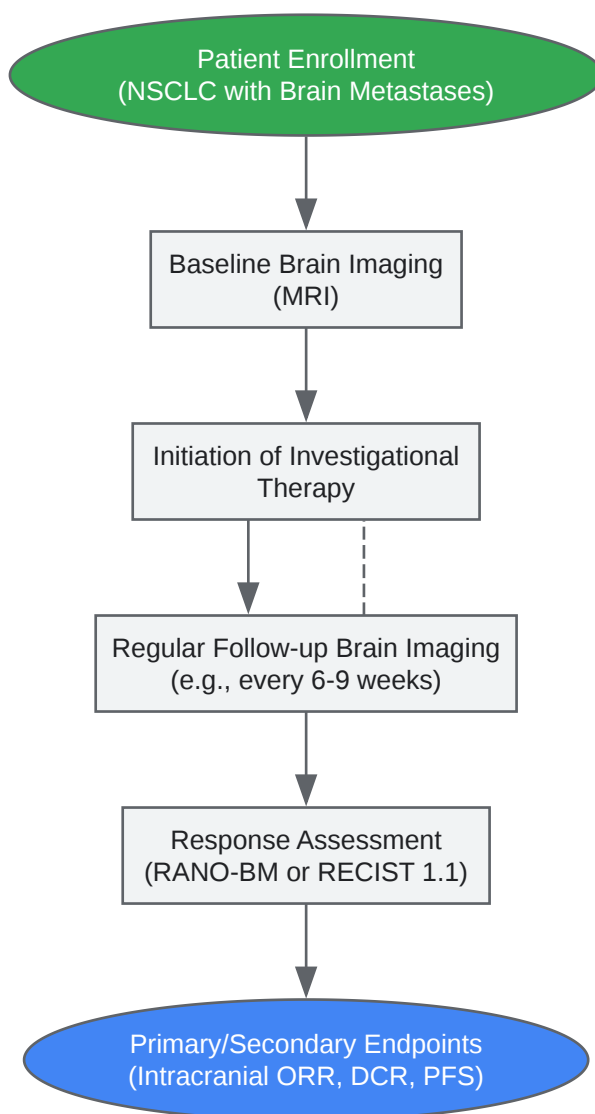 Patient Enrollment
(NSCLC with Brain Metastases)
Baseline Brain Imaging
(MRI)
Initiation of Investigational
Therapy
Regular Follow-up Brain Imaging
(e.g., every 6-9 weeks)
Response Assessment
(RANO-BM or RECIST 1.1)
Primary/Secondary Endpoints
(Intracranial ORR, DCR, PFS)